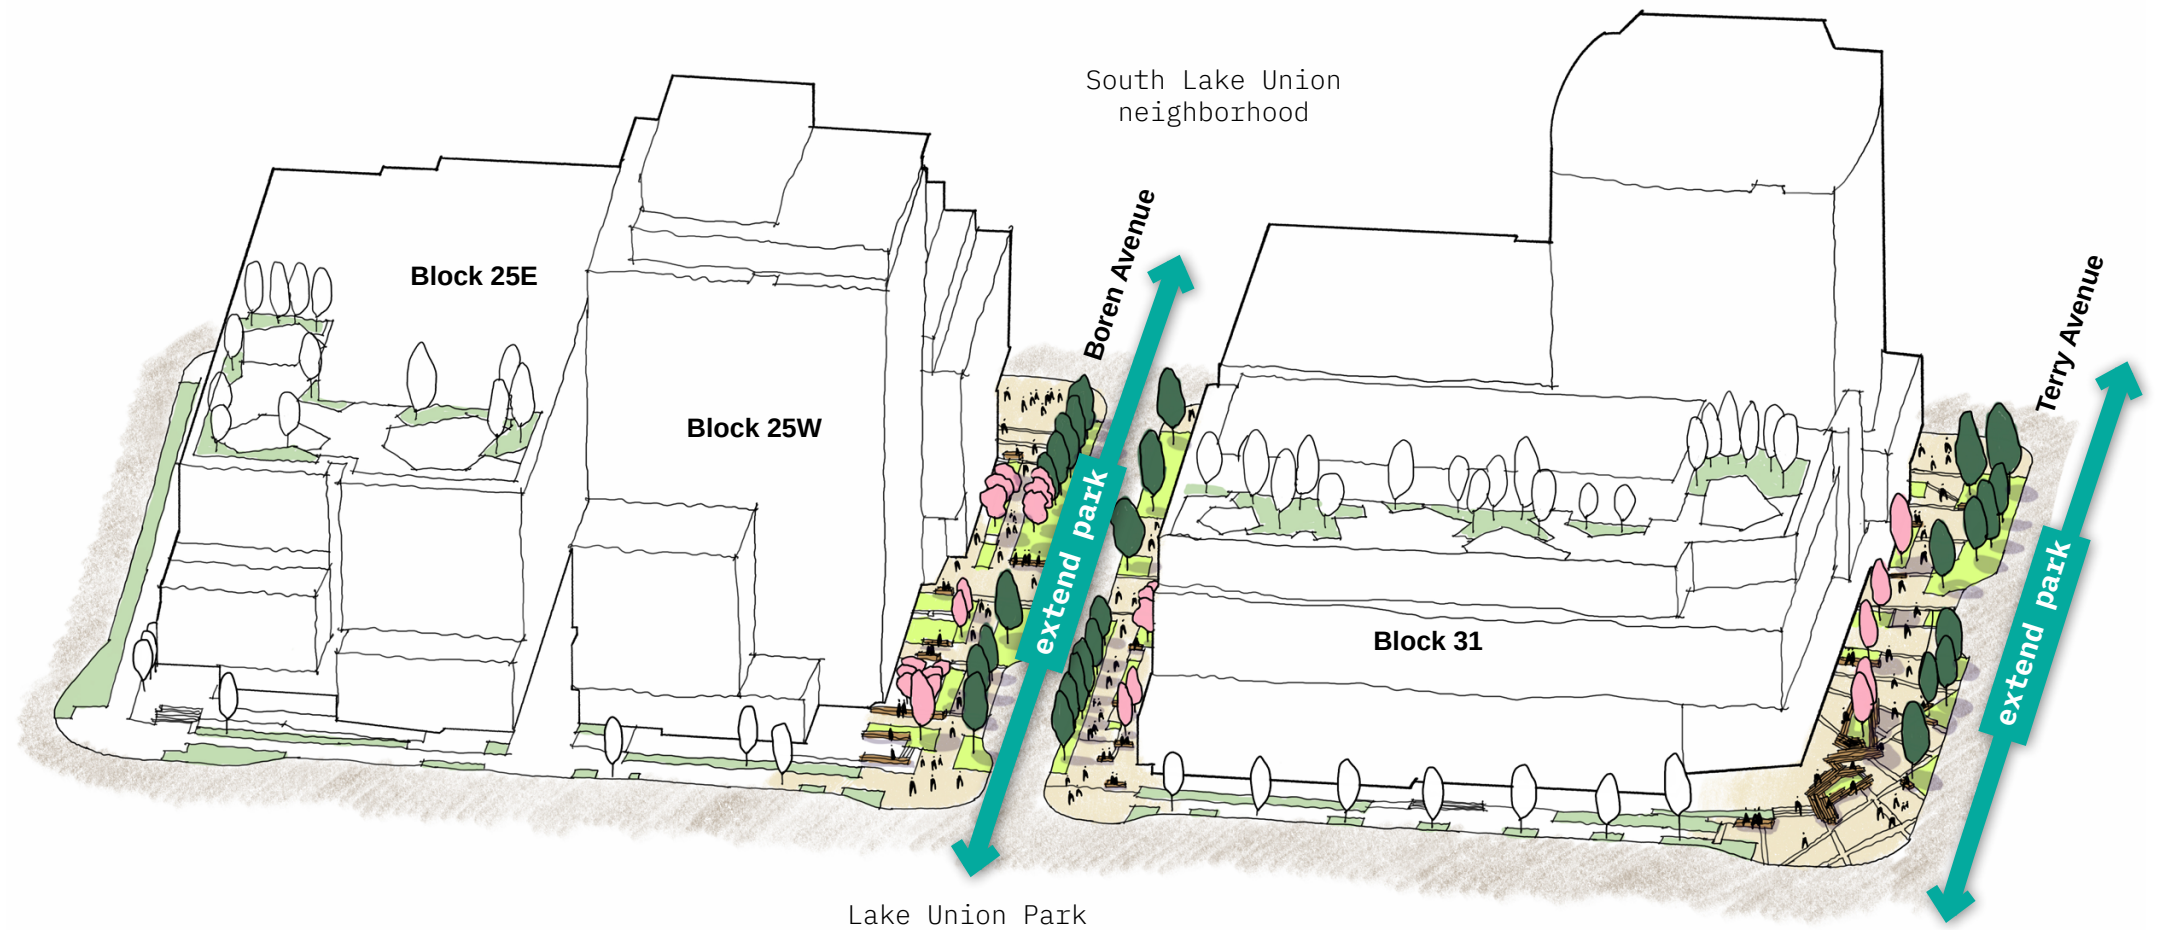 South Lake Union
neighborhood
Boren Avenue
Terry Avenue
Block 25E
Block 25W
extend park
Block 31
extend park
Lake Union Park